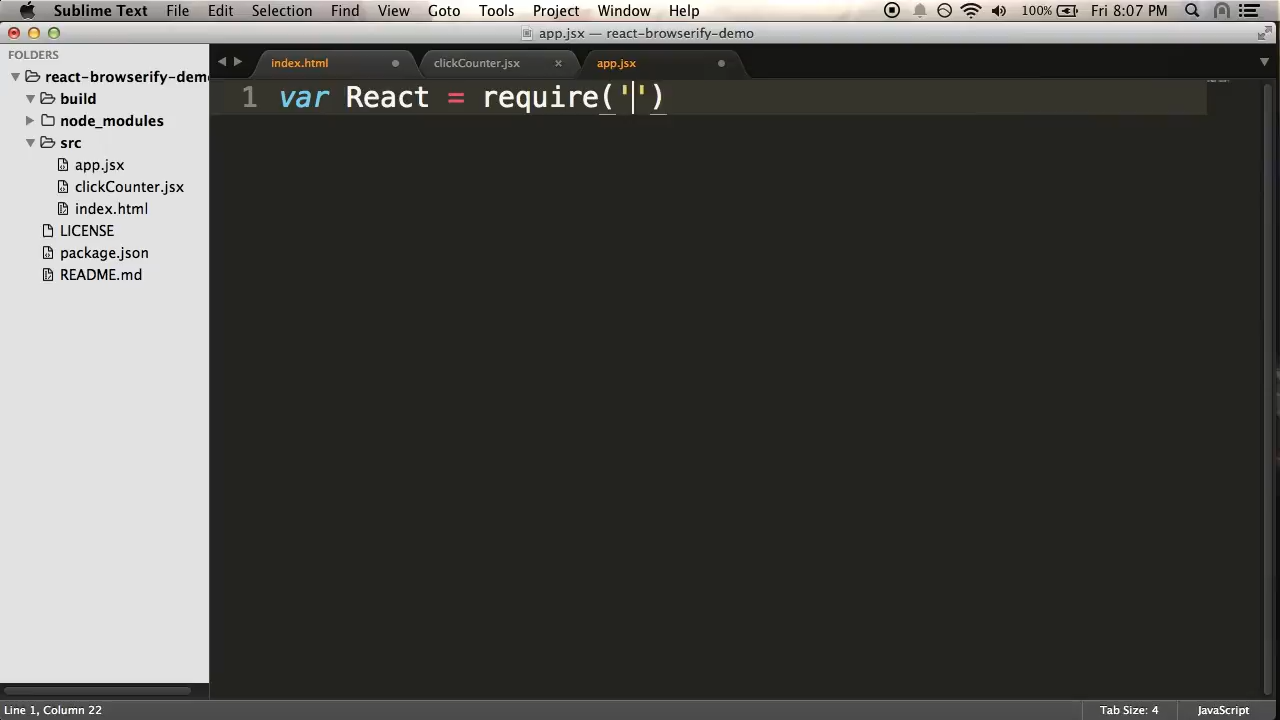 Sublime Text File Edit Selection Find View Goto Tools Project Window Help 100% Fri 8:07 PM
app.jsx — react-browserify-demo
FOLDERS
react-browserify-demo
build
node_modules
src
app.jsx
clickCounter.jsx
index.html
LICENSE
package.json
README.md
index.html clickCounter.jsx × app.jsx
1 var React = require('')
Line 1, Column 22 Tab Size: 4 JavaScript